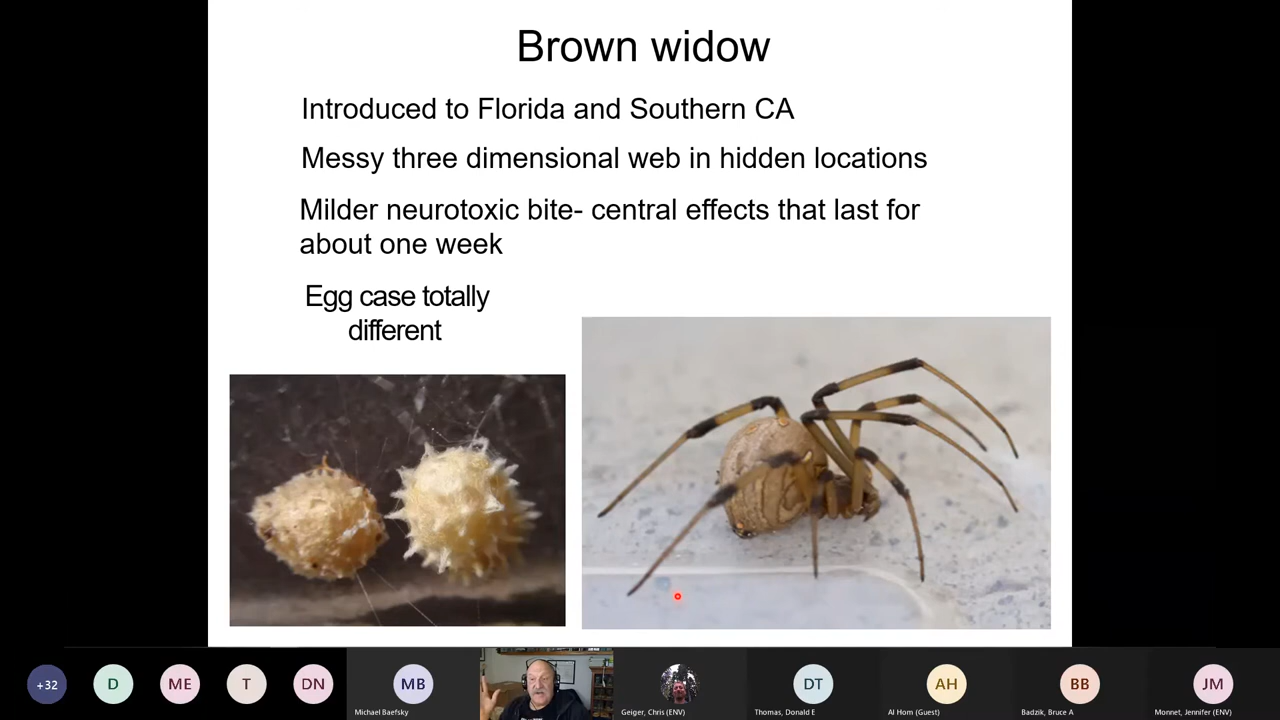 Brown widow
Introduced to Florida and Southern CA
Messy three dimensional web in hidden locations
Milder neurotoxic bite- central effects that last for
about one week
Egg case totally
different
+32
D
ME
T
DN
MB
DT
AH
BB
JM
Michael Baefsky
Geiger, Chris (ENV)
Thomas, Donald E
Al Hom (Guest)
Badzik, Bruce A
Monnet, Jennifer (ENV)